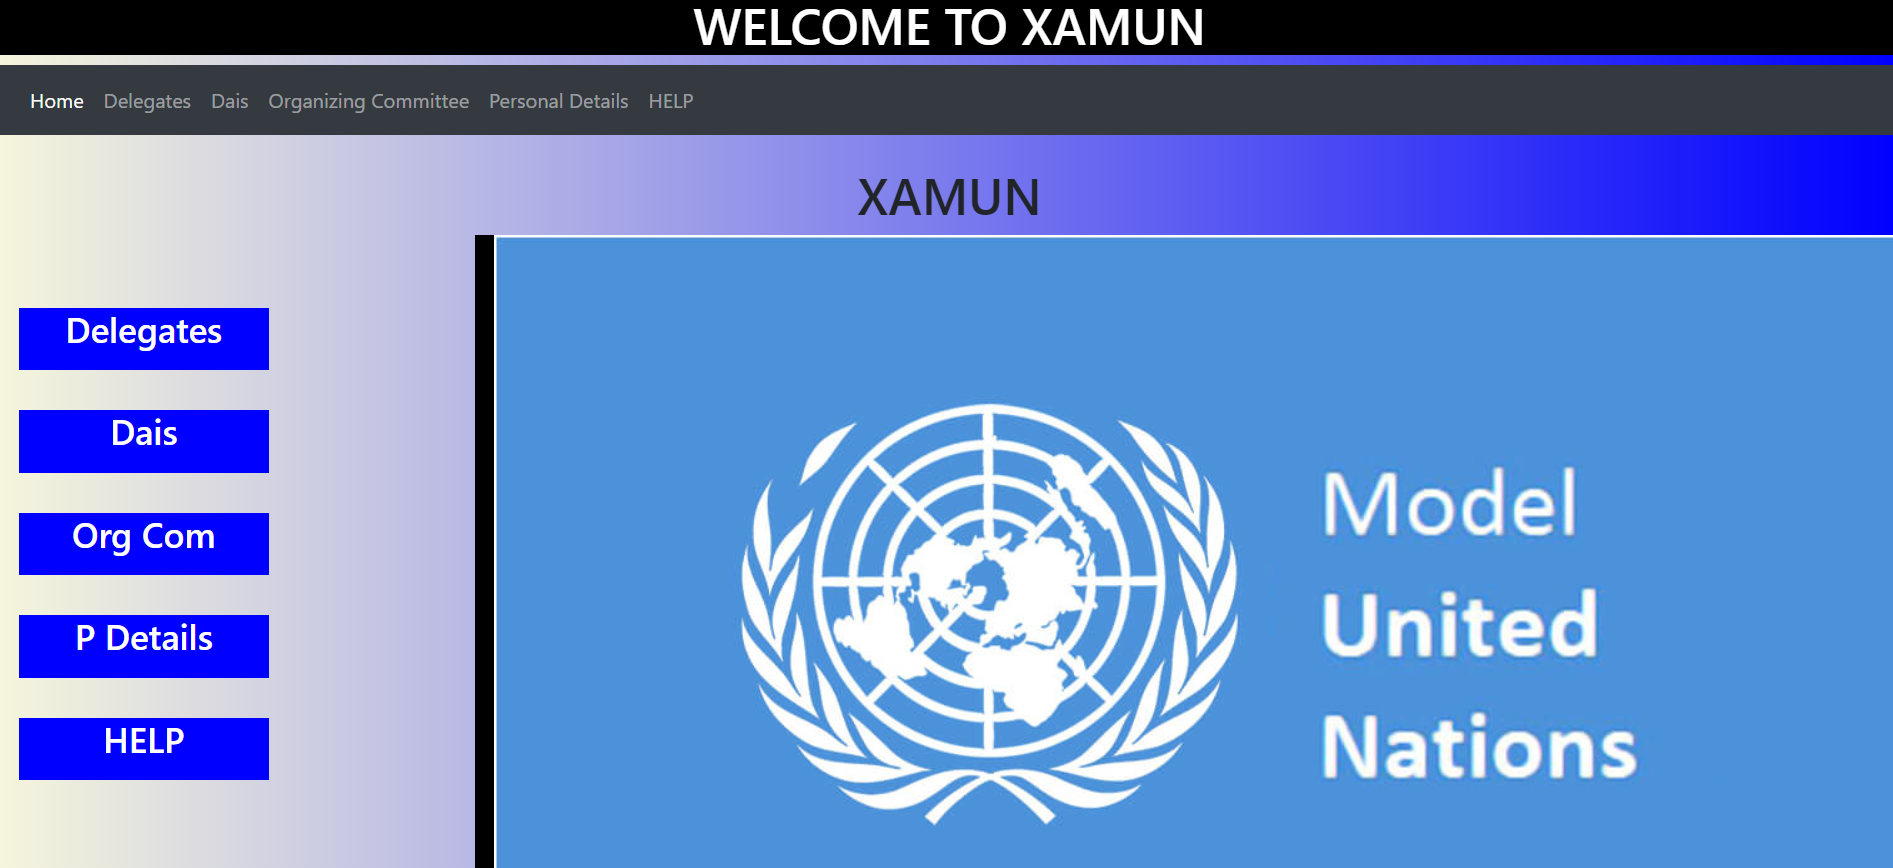 WELCOME TO XAMUN
Home Delegates Dais Organizing Committee Personal Details HELP
XAMUN
Delegates
Dais
Org Com
P Details
HELP
Model
United
Nations